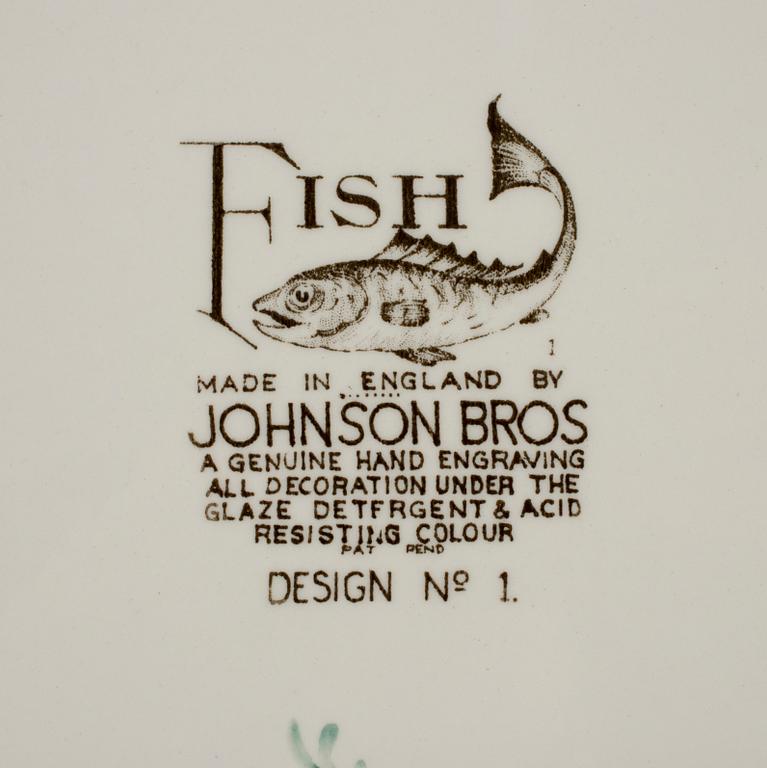 FISH
1
MADE IN ENGLAND BY
JOHNSON BROS
A GENUINE HAND ENGRAVING
ALL DECORATION UNDER THE
GLAZE DETFRGENT & ACID
RESISTING COLOUR
PAT PEND
DESIGN Nº 1.